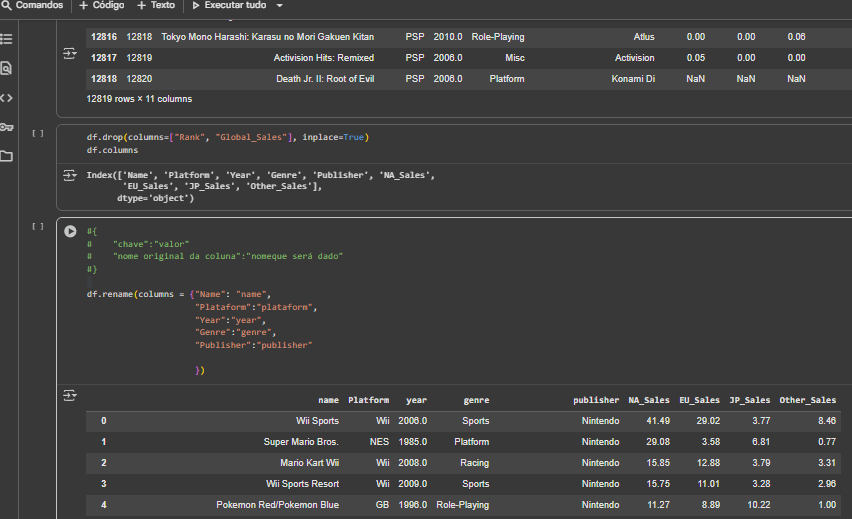 Comandos + Código + Texto Executar tudo
12816 12818 Tokyo Mono Harashi: Karasu no Mori Gakuen Kitan PSP 2010.0 Role-Playing Atlus 0.00 0.00 0.06
12817 12819 Activision Hits: Remixed PSP 2006.0 Misc Activision 0.05 0.00 0.00
12818 12820 Death Jr. II: Root of Evil PSP 2006.0 Platform Konami Di NaN NaN NaN
12819 rows × 11 columns
[ ] df.drop(columns=["Rank", "Global_Sales"], inplace=True)
df.columns
Index(['Name', 'Platform', 'Year', 'Genre', 'Publisher', 'NA_Sales',
'EU_Sales', 'JP_Sales', 'Other_Sales'],
dtype='object')
[ ] #{
# "chave":"valor"
# "nome original da coluna":"nomeque será dado"
#}
df.rename(columns = {"Name": "name",
"Plataform":"plataform",
"Year":"year",
"Genre":"genre",
"Publisher":"publisher"
})
name Platform year genre publisher NA_Sales EU_Sales JP_Sales Other_Sales
0 Wii Sports Wii 2006.0 Sports Nintendo 41.49 29.02 3.77 8.46
1 Super Mario Bros. NES 1985.0 Platform Nintendo 29.08 3.58 6.81 0.77
2 Mario Kart Wii Wii 2008.0 Racing Nintendo 15.85 12.88 3.79 3.31
3 Wii Sports Resort Wii 2009.0 Sports Nintendo 15.75 11.01 3.28 2.96
4 Pokemon Red/Pokemon Blue GB 1996.0 Role-Playing Nintendo 11.27 8.89 10.22 1.00